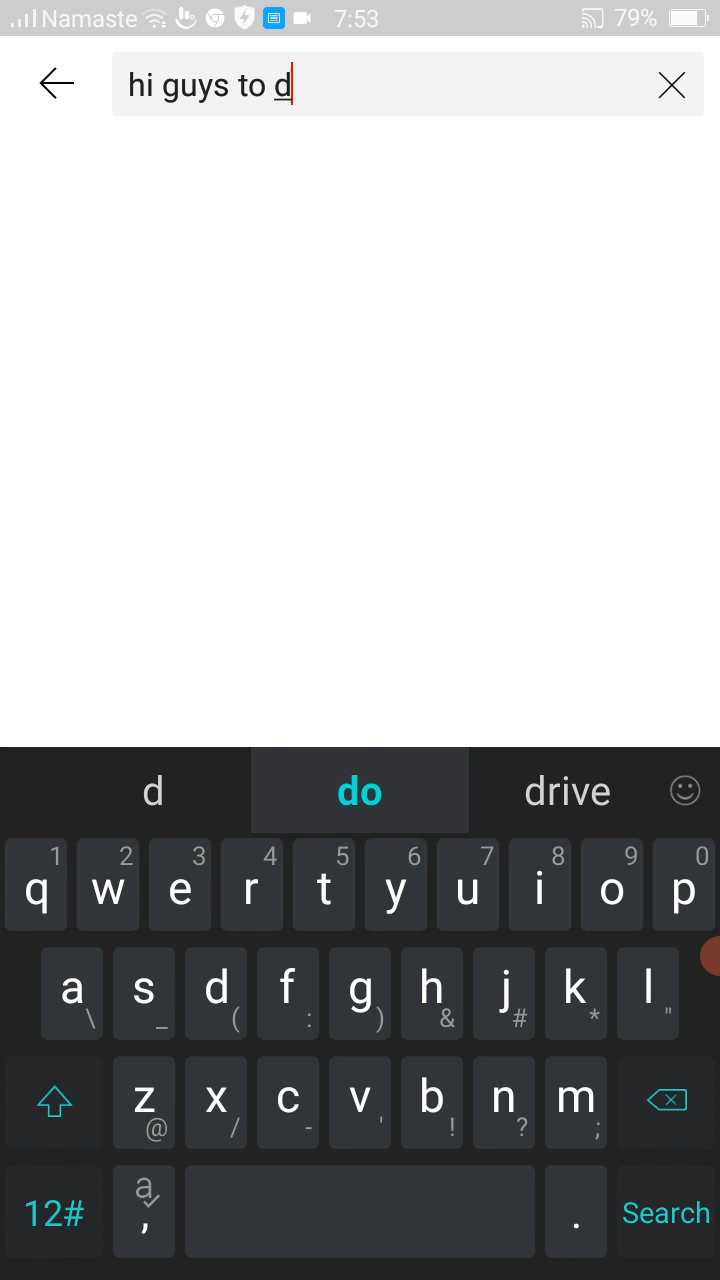 Namaste 7:53 79%
hi guys to d
d do drive
1 2 3 4 5 6 7 8 9 0
q w e r t y u i o p
a s d f g h j k l
\ _ ( : ) & # * "
z x c v b n m
@ / - ' ! ? ;
12# a , . Search